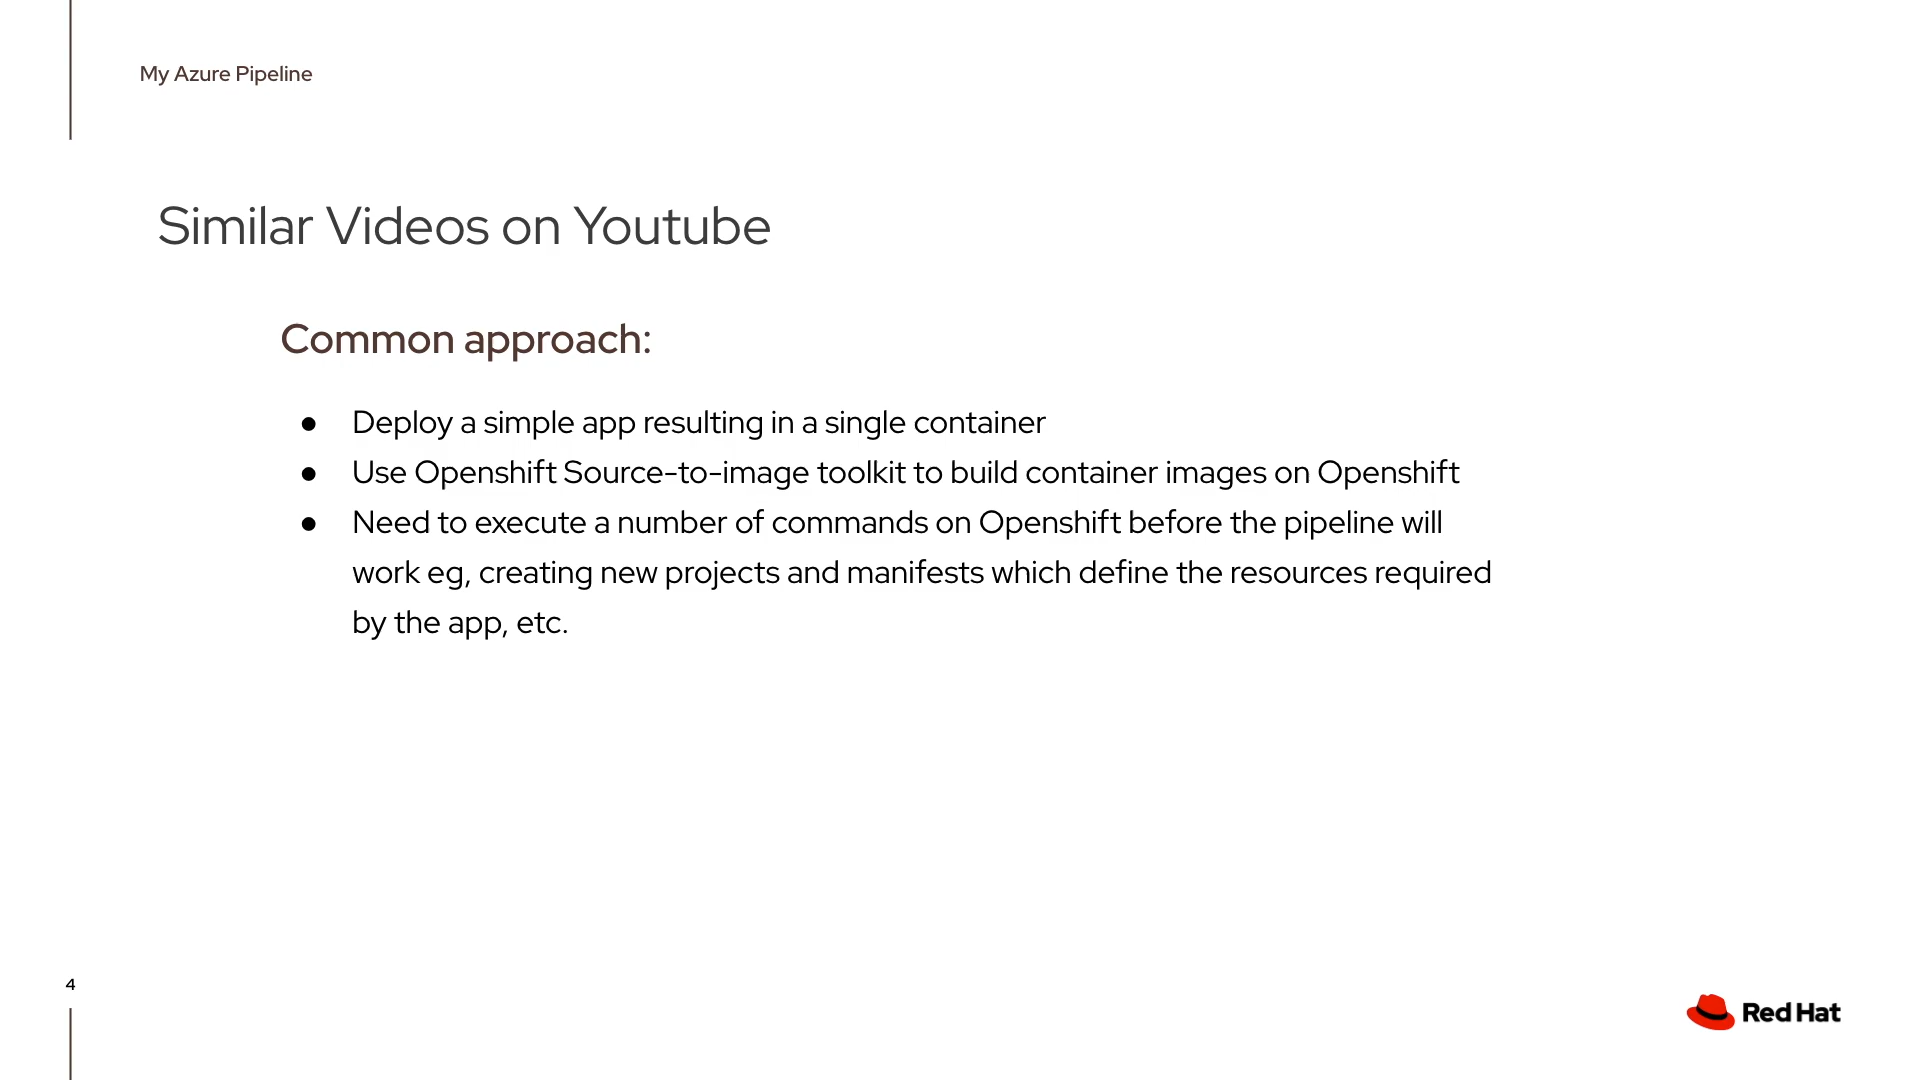 My Azure Pipeline
Similar Videos on Youtube
Common approach:
● Deploy a simple app resulting in a single container
● Use Openshift Source-to-image toolkit to build container images on Openshift
● Need to execute a number of commands on Openshift before the pipeline will
work eg, creating new projects and manifests which define the resources required
by the app, etc.
4
Red Hat